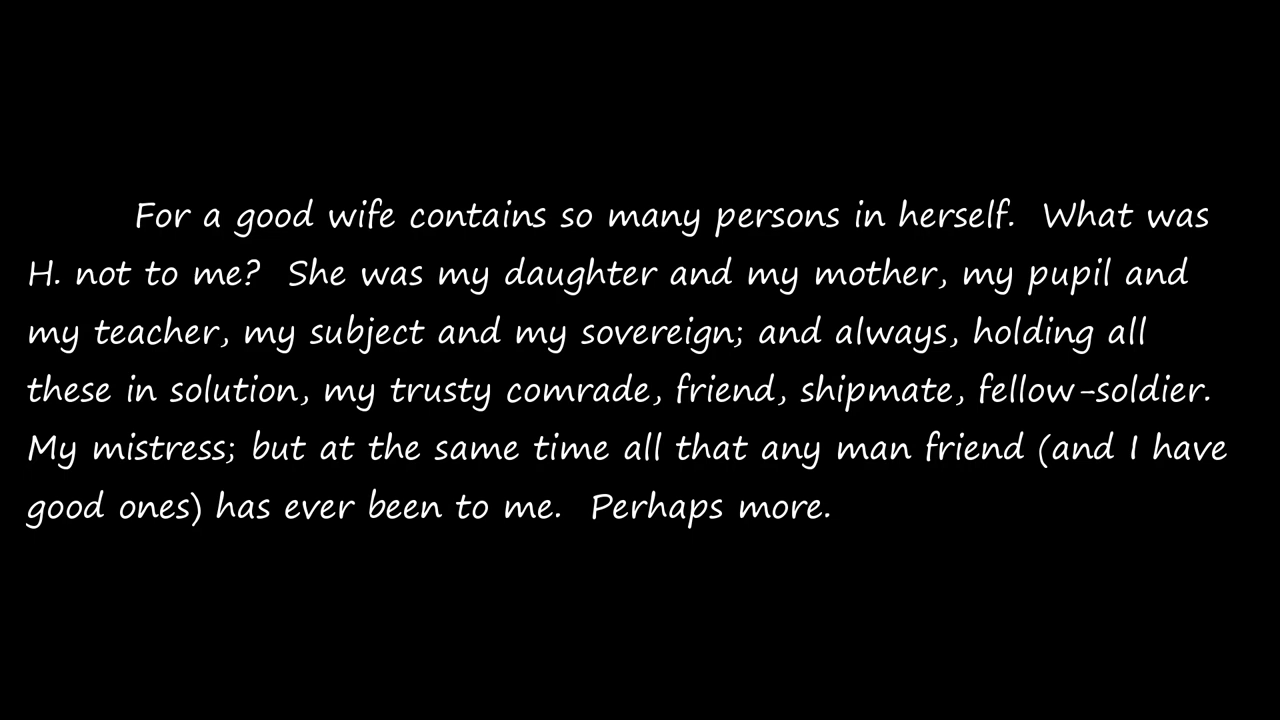 For a good wife contains so many persons in herself.  What was
H. not to me?  She was my daughter and my mother, my pupil and
my teacher, my subject and my sovereign; and always, holding all
these in solution, my trusty comrade, friend, shipmate, fellow-soldier.
My mistress; but at the same time all that any man friend (and I have
good ones) has ever been to me.  Perhaps more.